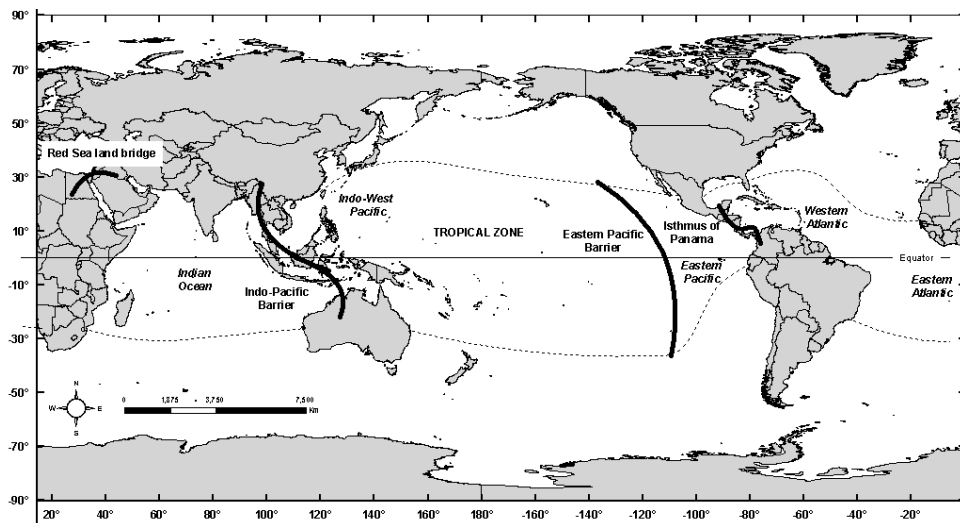 90°
70°
50°
30°
10°
-10°
-30°
-50°
-70°
-90°
Red Sea land bridge
Indo-West
Pacific
TROPICAL ZONE
Eastern Pacific
Barrier
Isthmus of
Panama
Western
Atlantic
Eastern
Pacific
Equator
Eastern
Atlantic
Indian
Ocean
Indo-Pacific
Barrier
N
W
E
S
0
1,875
3,750
7,500
Km
20°
40°
60°
80°
100°
120°
140°
160°
180°
-160°
-140°
-120°
-100°
-80°
-60°
-40°
-20°
0°